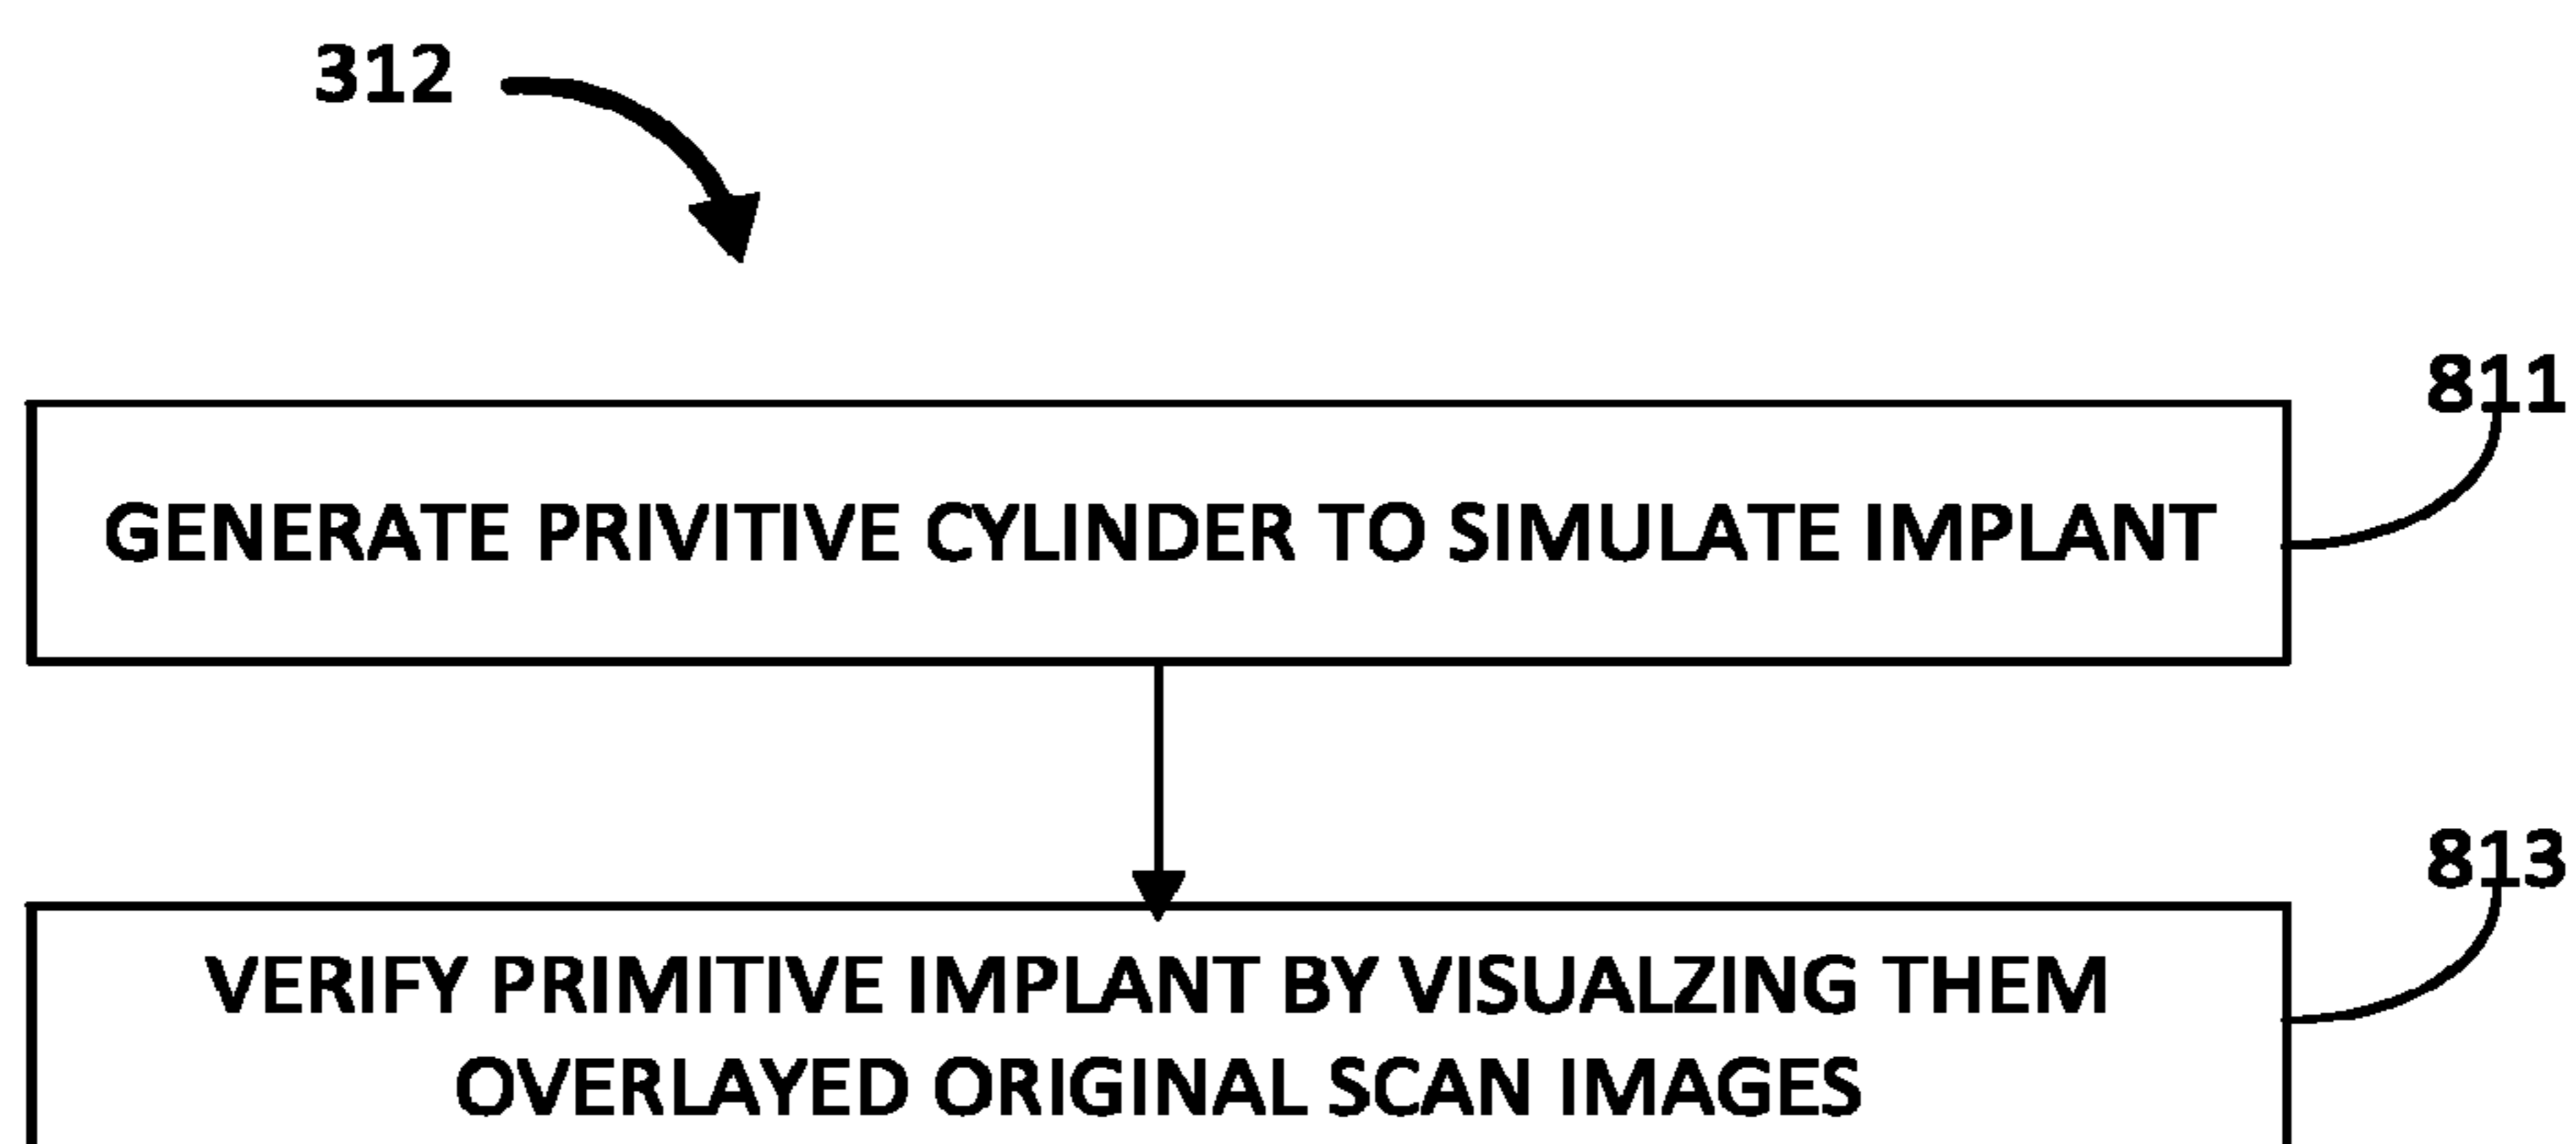 312
811
GENERATE PRIVITIVE CYLINDER TO SIMULATE IMPLANT
813
VERIFY PRIMITIVE IMPLANT BY VISUALZING THEM
OVERLAYED ORIGINAL SCAN IMAGES